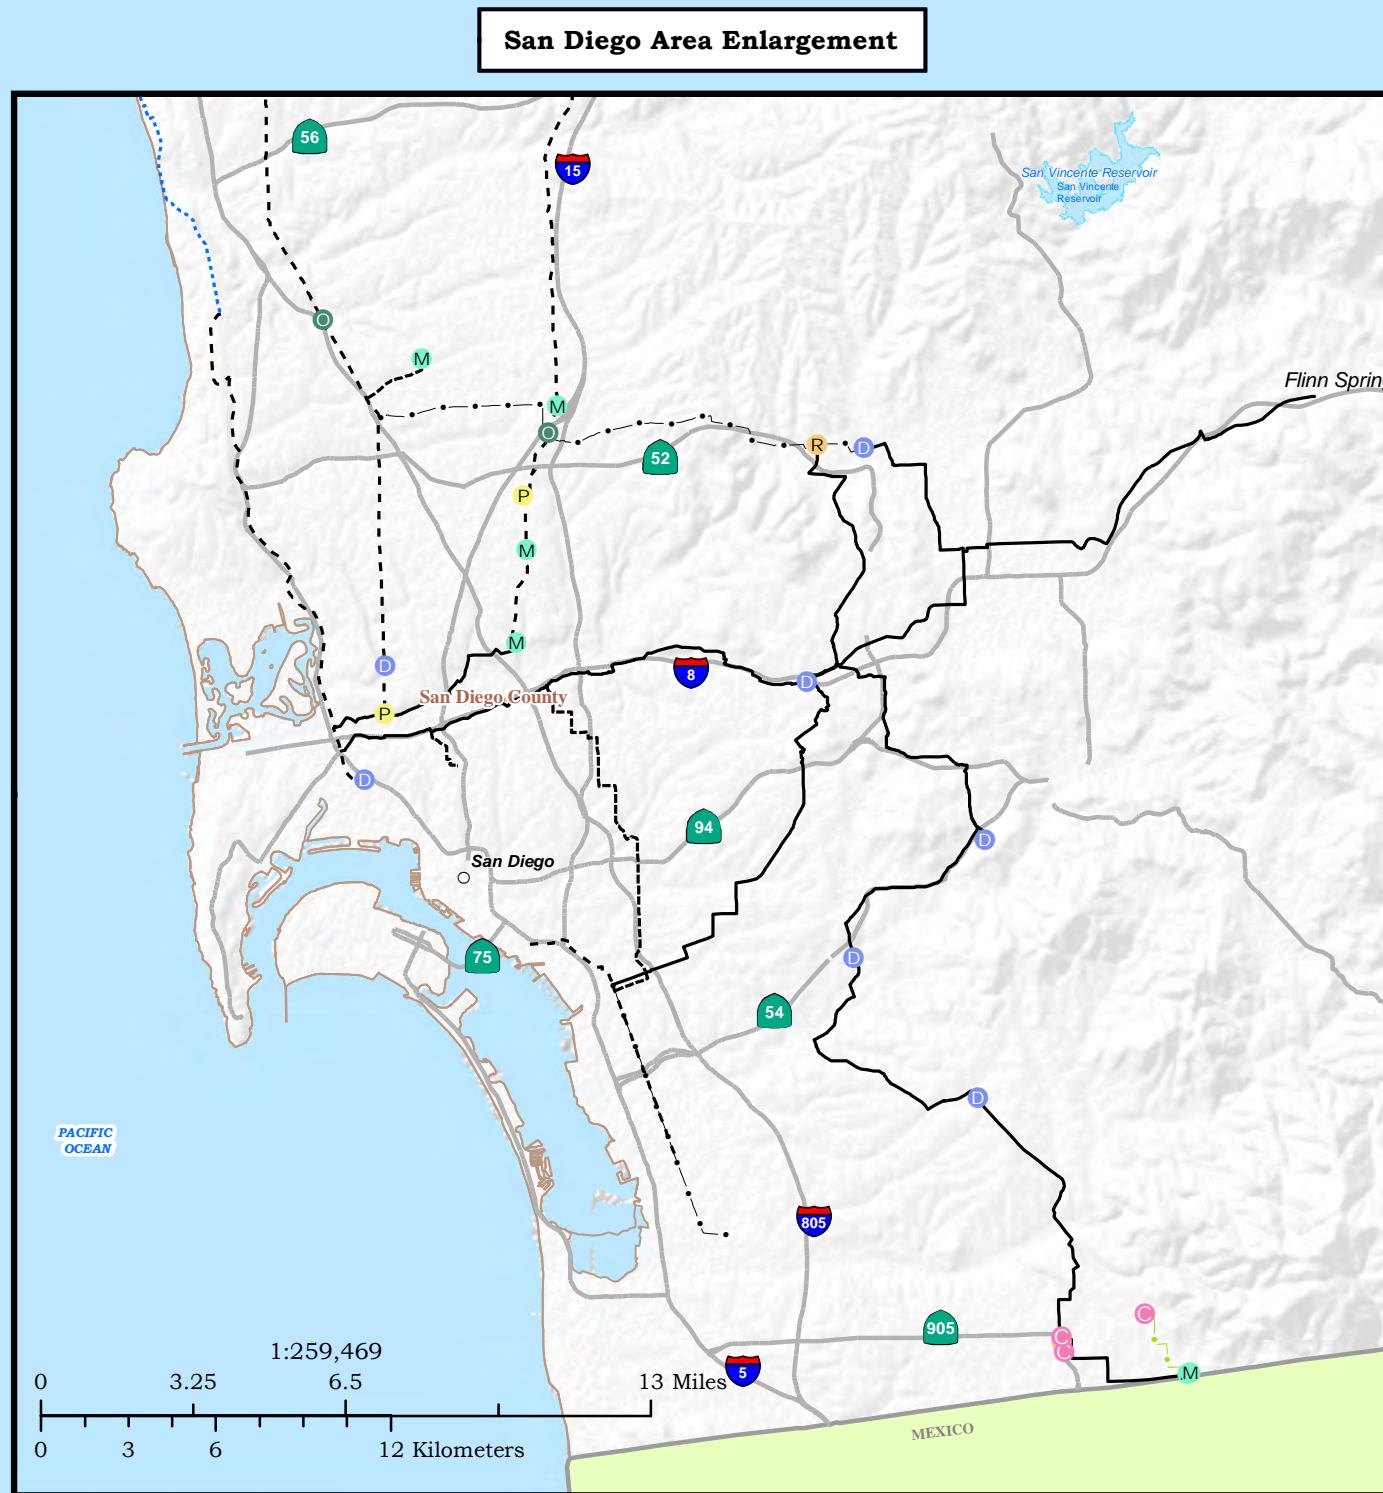 San Diego Area Enlargement
56
15
San Vincente Reservoir
San Vincente
Reservoir
O
M
Flinn Spring
M
O
52
R
D
P
M
M
D
8
D
San Diego County
P
D
94
D
San Diego
75
D
54
D
PACIFIC
OCEAN
805
C
905
C
C
M
5
1:259,469
0 3.25 6.5 13 Miles
0 3 6 12 Kilometers
MEXICO